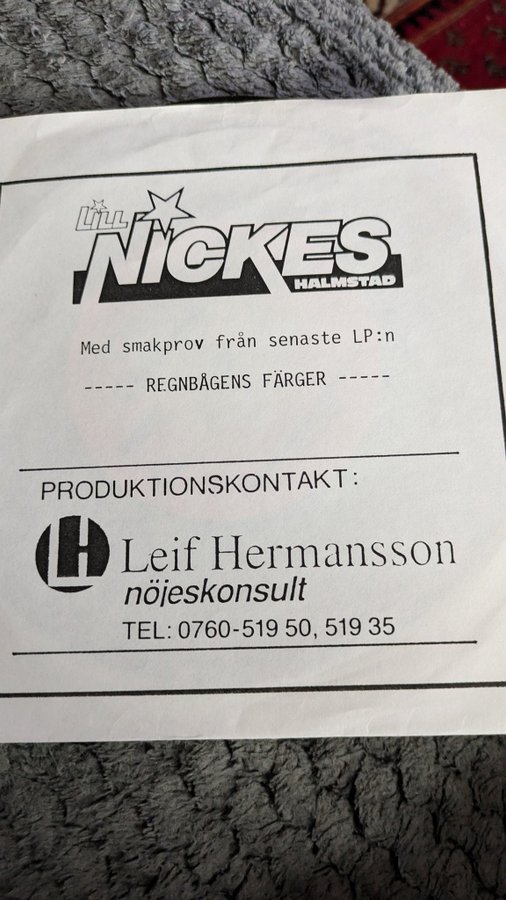 LiLL
NiCKES
HALMSTAD
Med smakprov från senaste LP:n
----- REGNBÅGENS FÄRGER -----
PRODUKTIONSKONTAKT:
LH Leif Hermansson
nöjeskonsult
TEL: 0760-519 50, 519 35